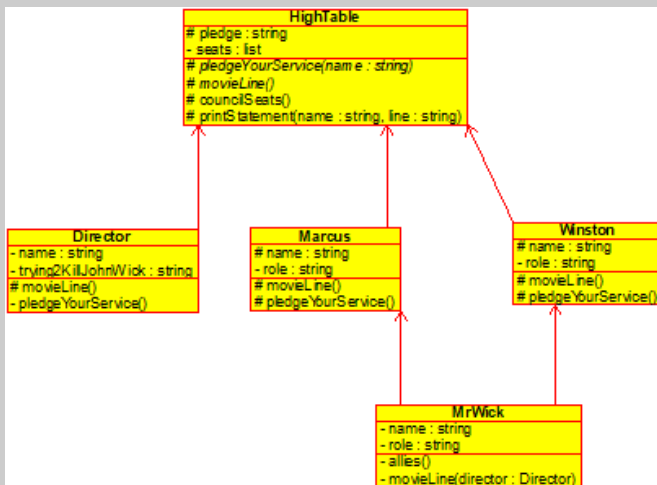 HighTable
# pledge : string
- seats : list
# pledgeYourService(name : string)
# movieLine()
# councilSeats()
# printStatement(name : string, line : string)
Director
- name : string
- trying2KillJohnWick : string
# movieLine()
- pledgeYourService()
Marcus
# name : string
- role : string
# movieLine()
# pledgeYourService()
Winston
# name : string
- role : string
# movieLine()
# pledgeYourService()
MrWick
- name : string
- role : string
- allies()
- movieLine(director : Director)